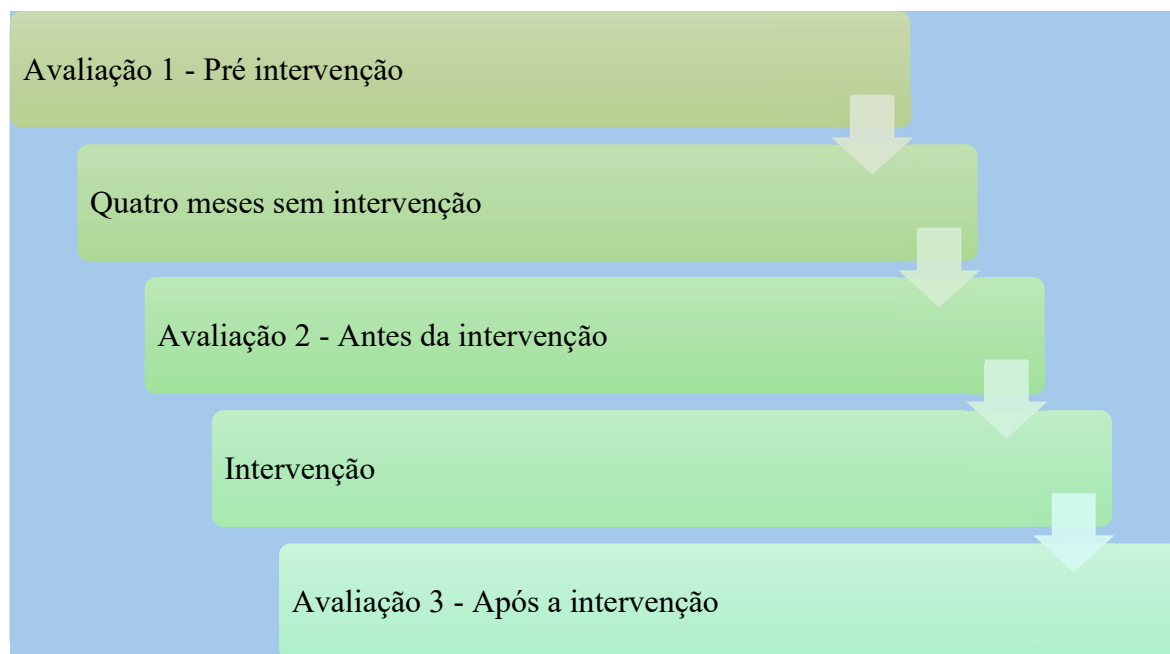 Avaliação 1 - Pré intervenção
Quatro meses sem intervenção
Avaliação 2 - Antes da intervenção
Intervenção
Avaliação 3 - Após a intervenção